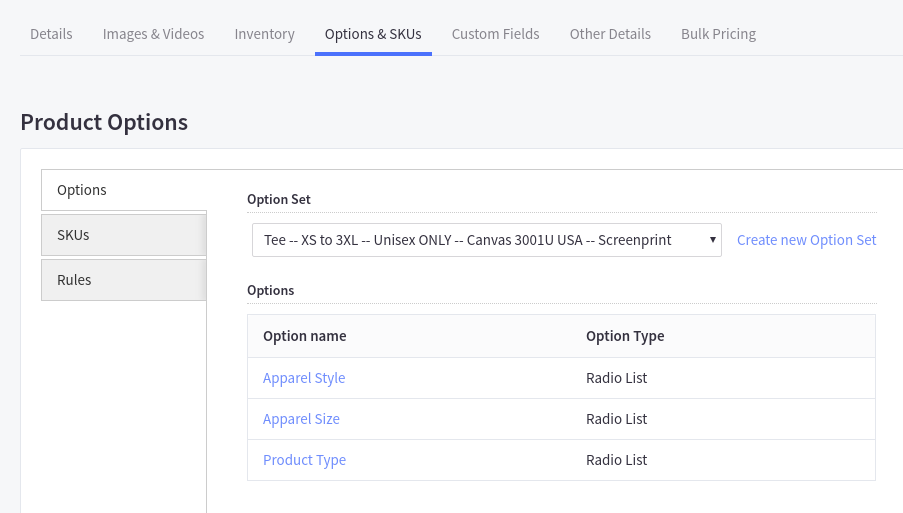 Details Images & Videos Inventory Options & SKUs Custom Fields Other Details Bulk Pricing
Product Options
Options
SKUs
Rules
Option Set
Tee -- XS to 3XL -- Unisex ONLY -- Canvas 3001U USA -- Screenprint Create new Option Set
Options
Option name Option Type
Apparel Style Radio List
Apparel Size Radio List
Product Type Radio List